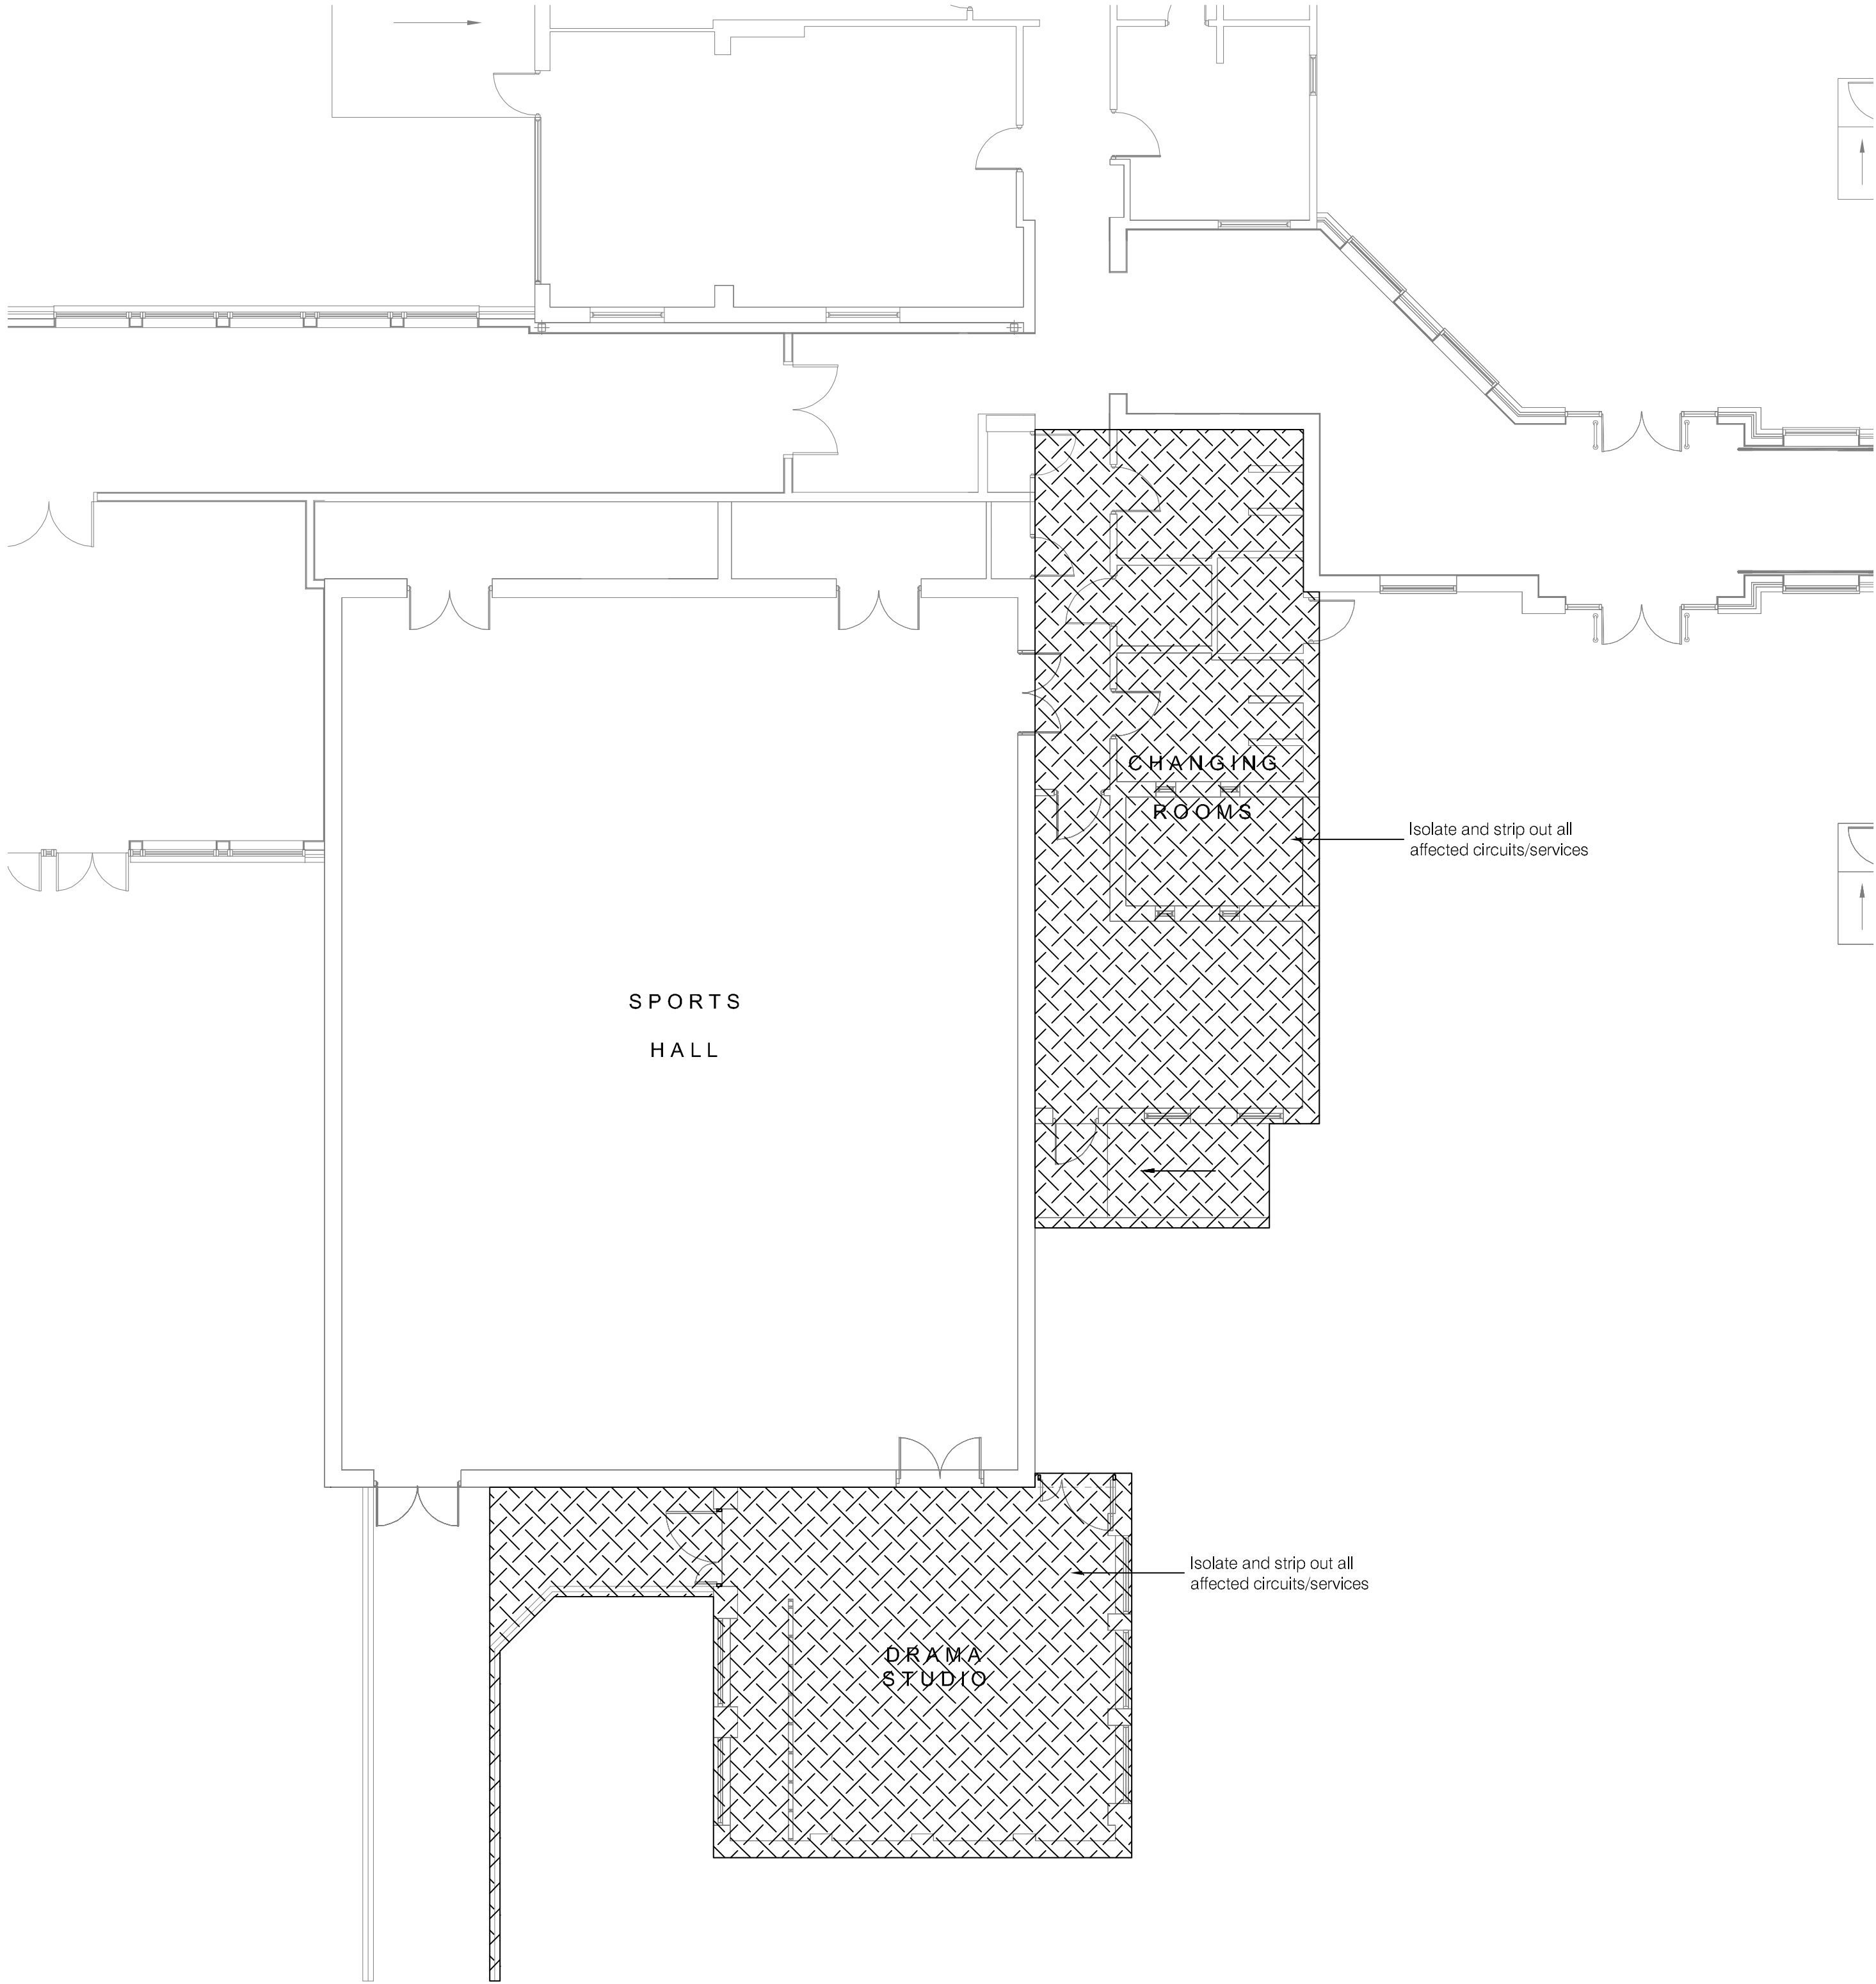 CHANGING
ROOMS
Isolate and strip out all
affected circuits/services
SPORTS
HALL
Isolate and strip out all
affected circuits/services
DRAMA
STUDIO